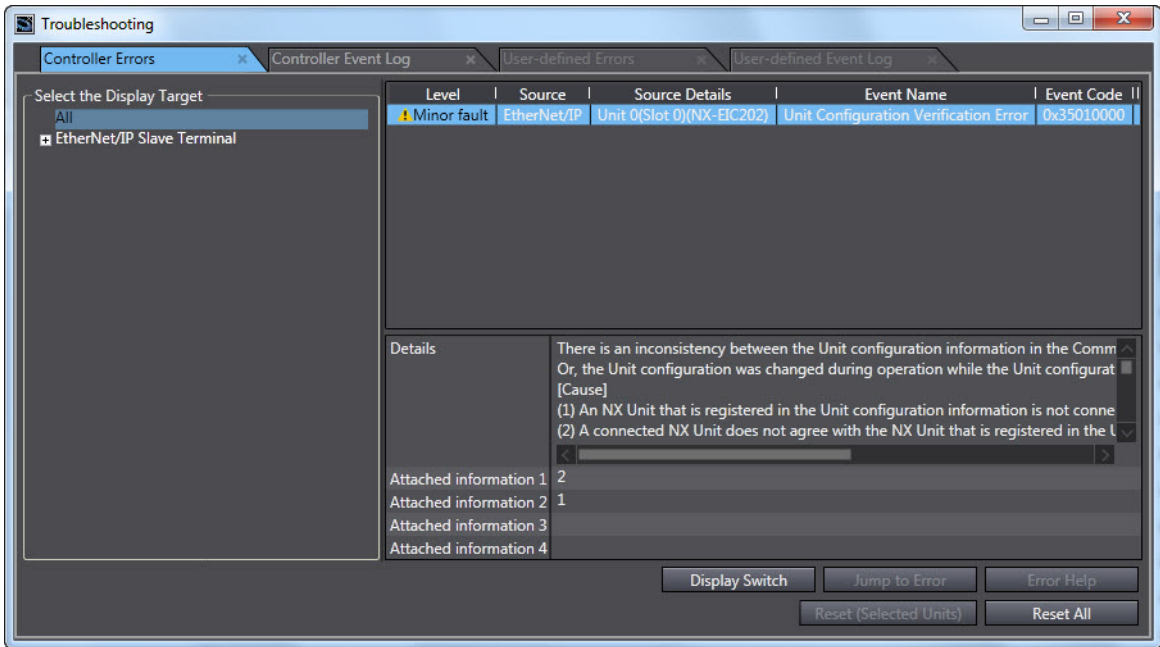 Troubleshooting
Controller Errors
Controller Event Log
User-defined Errors
User-defined Event Log
Select the Display Target
All
EtherNet/IP Slave Terminal
Level Source Source Details Event Name Event Code
Minor fault EtherNet/IP Unit 0(Slot 0)(NX-EIC202) Unit Configuration Verification Error 0x35010000
Details
There is an inconsistency between the Unit configuration information in the Comm
Or, the Unit configuration was changed during operation while the Unit configurat
[Cause]
(1) An NX Unit that is registered in the Unit configuration information is not conne
(2) A connected NX Unit does not agree with the NX Unit that is registered in the U
Attached information 1 2
Attached information 2 1
Attached information 3
Attached information 4
Display Switch
Jump to Error
Error Help
Reset (Selected Units)
Reset All